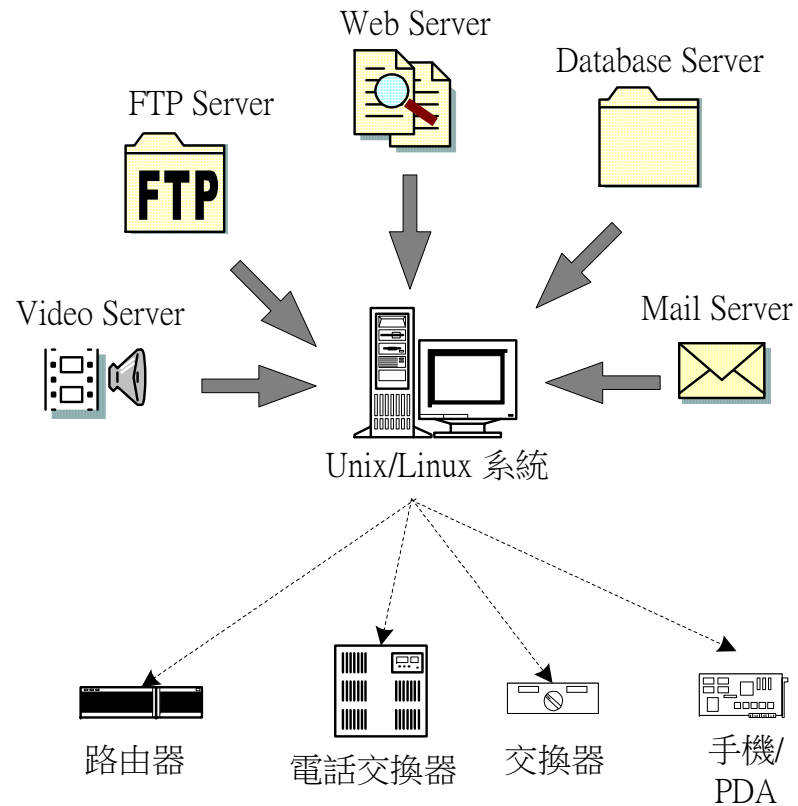 Web Server
Database Server
FTP Server
FTP
Video Server
Mail Server
Unix/Linux 系統
路由器
電話交換器
交換器
手機/
PDA